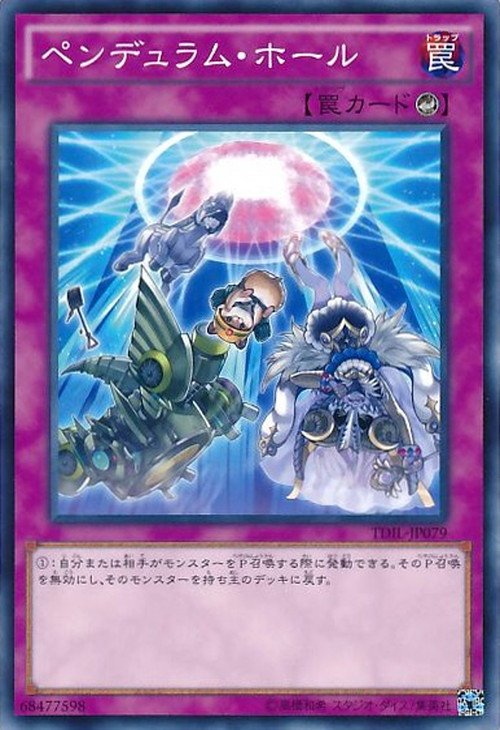 ペンデュラム・ホール
トラップ
罠
【罠カード】
TDIL-JP079
①:自分または相手がモンスターをP召喚する際に発動できる。そのP召喚
を無効にし、そのモンスターを持ち主のデッキに戻す。
68477598
©高橋和希 スタジオ・ダイス/集英社